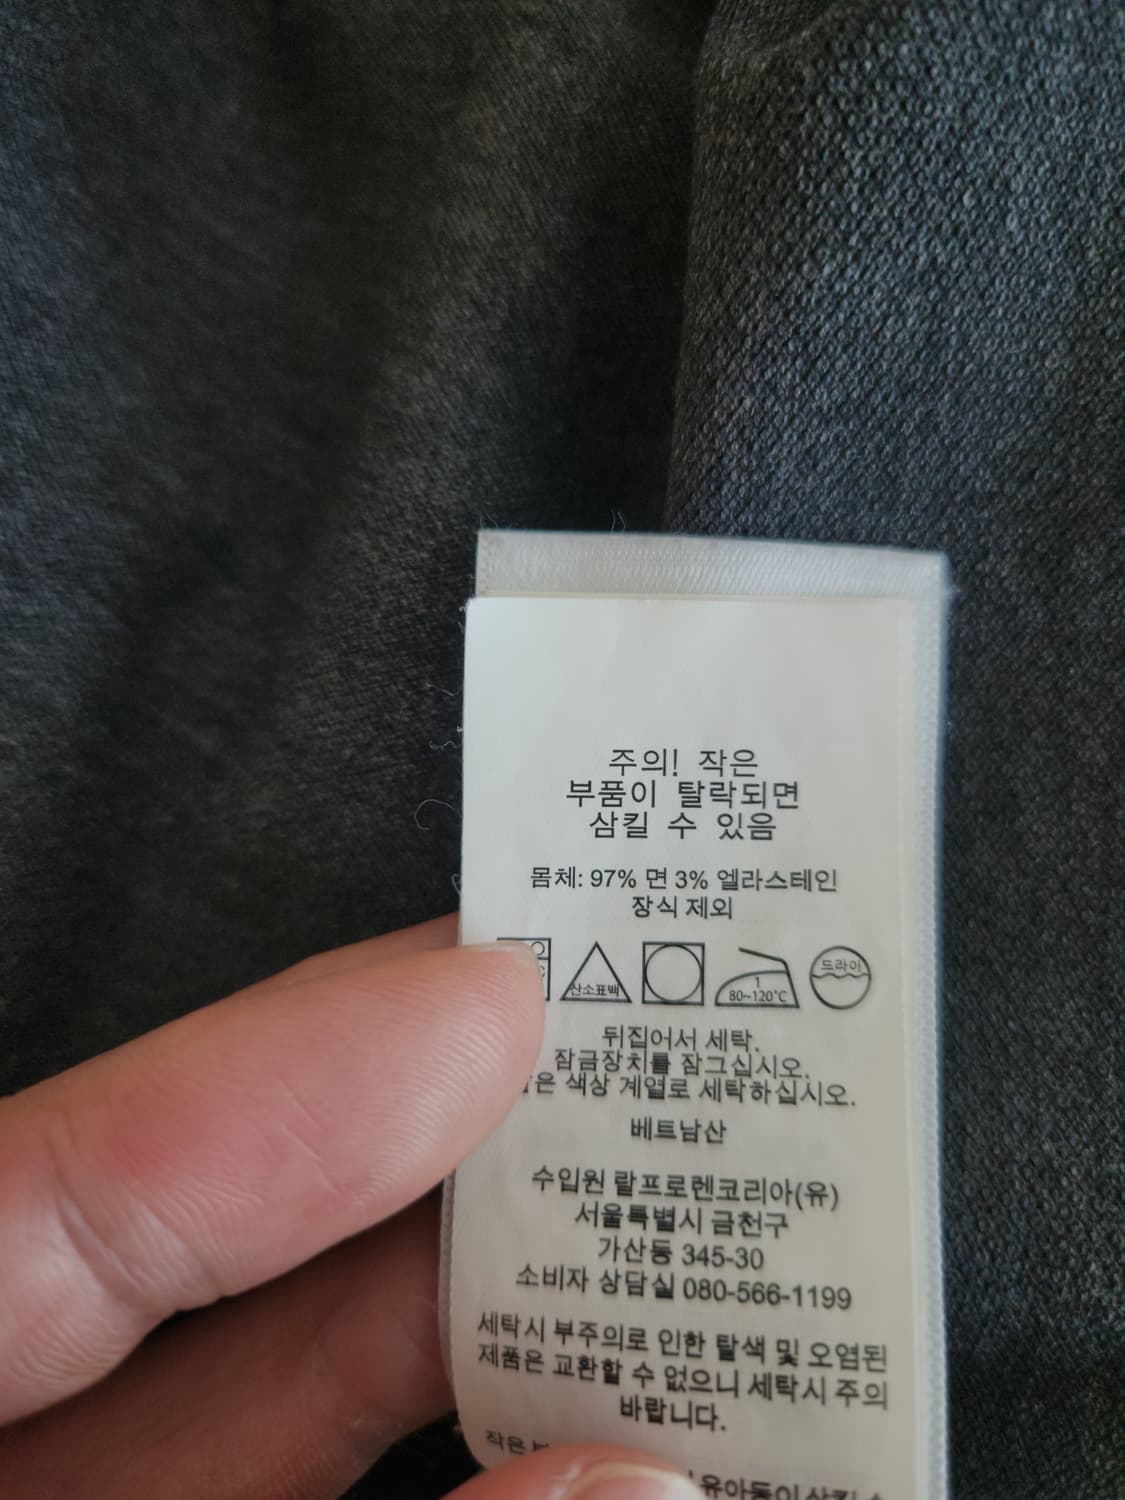 주의! 작은
부품이 탈락되면
삼킬 수 있음
몸체: 97% 면 3% 엘라스테인
장식 제외
산소표백
1
80~120°C
드라이
뒤집어서 세탁.
잠금장치를 잠그십시오.
색상 계열로 세탁하십시오.
베트남산
수입원 랄프로렌코리아(유)
서울특별시 금천구
가산동 345-30
소비자 상담실 080-566-1199
세탁시 부주의로 인한 탈색 및 오염된
제품은 교환할 수 없으니 세탁시 주의
바랍니다.
작은